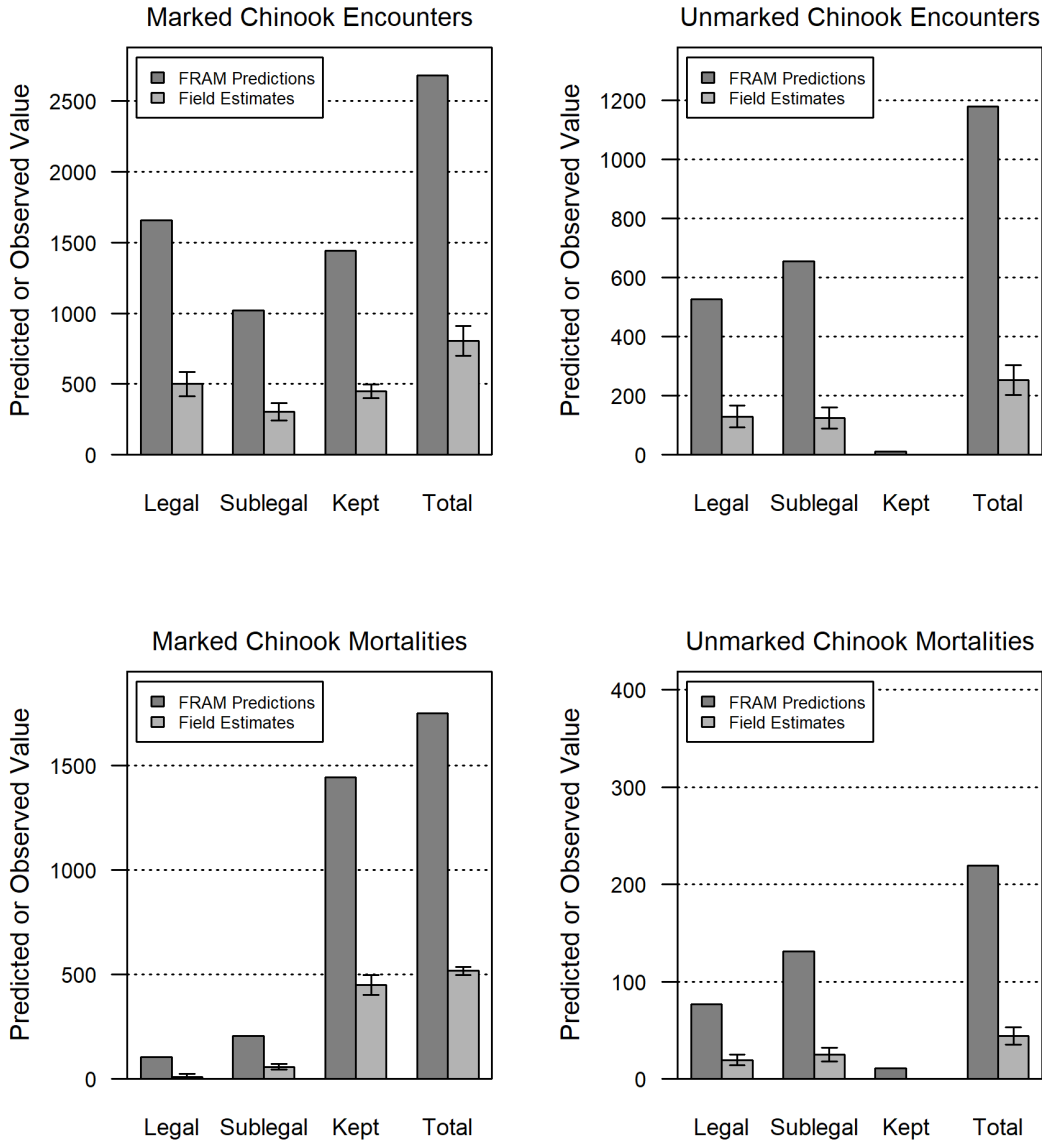 Marked Chinook Encounters
Predicted or Observed Value
FRAM Predictions
Field Estimates
2500
2000
1500
1000
500
0
Legal Sublegal Kept Total
Unmarked Chinook Encounters
Predicted or Observed Value
FRAM Predictions
Field Estimates
1200
1000
800
600
400
200
0
Legal Sublegal Kept Total
Marked Chinook Mortalities
Predicted or Observed Value
FRAM Predictions
Field Estimates
1500
1000
500
0
Legal Sublegal Kept Total
Unmarked Chinook Mortalities
Predicted or Observed Value
FRAM Predictions
Field Estimates
400
300
200
100
0
Legal Sublegal Kept Total